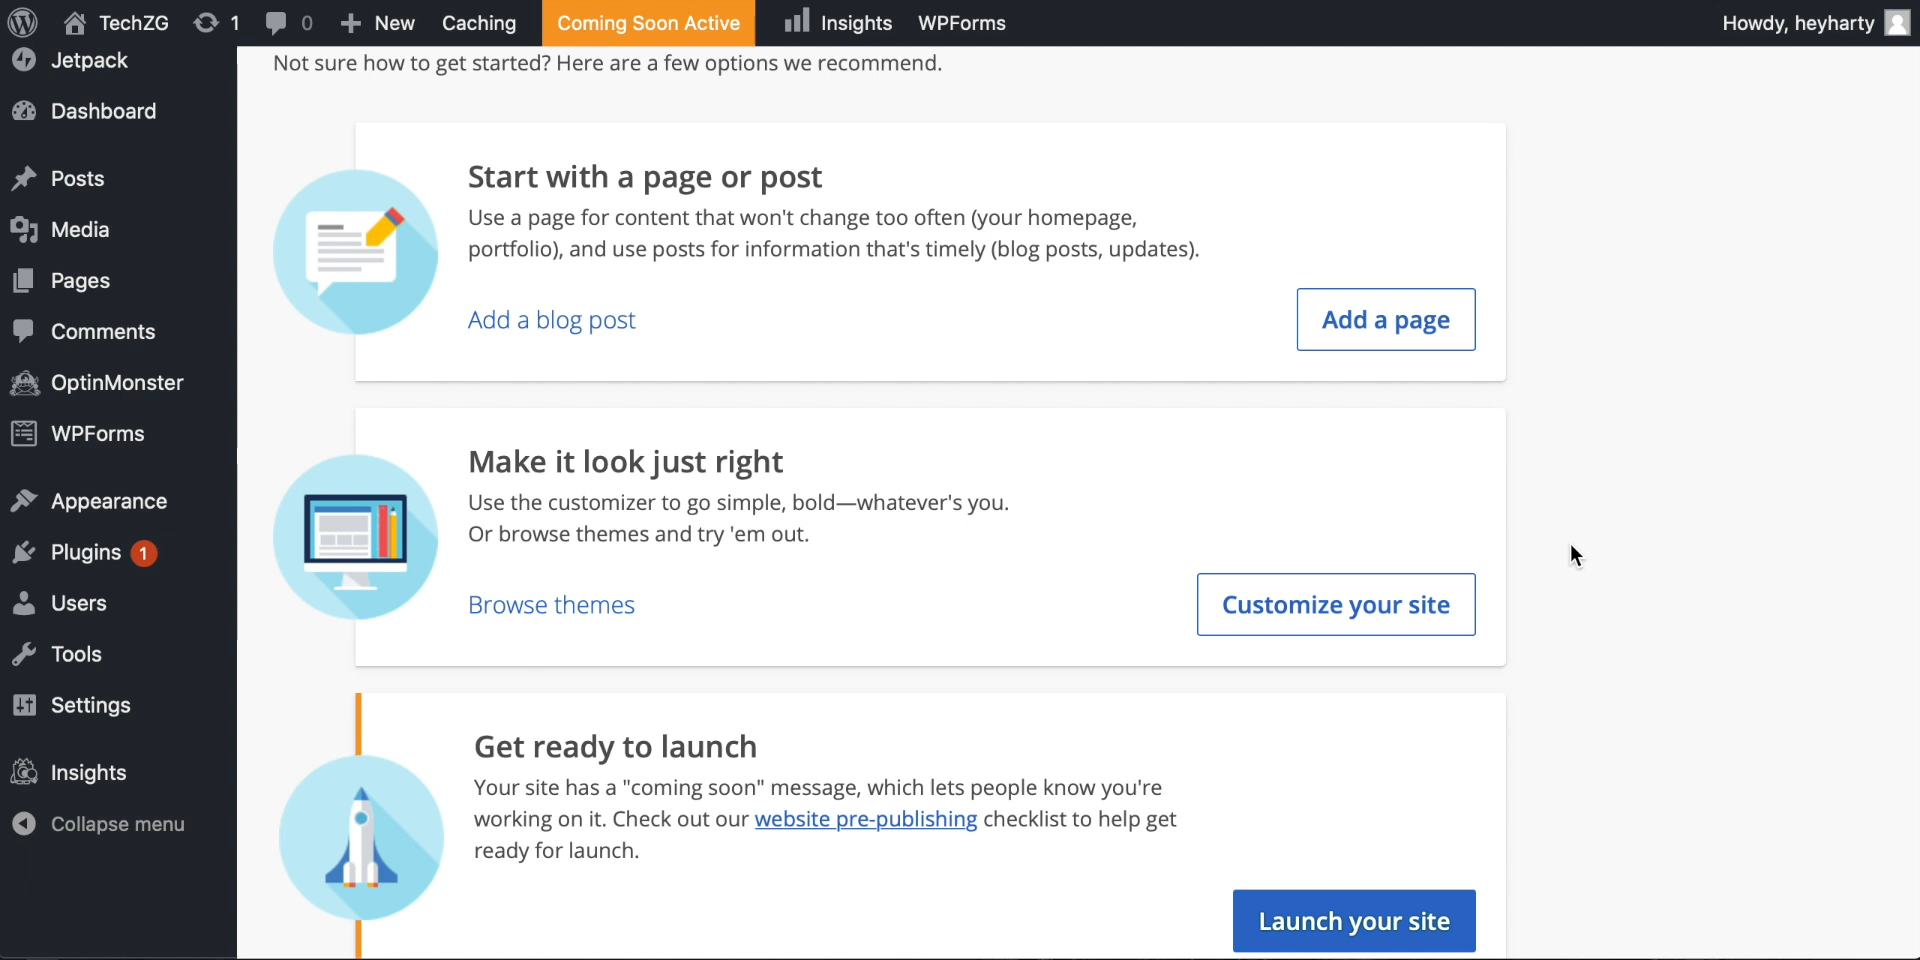 TechZG 1 0 New Caching Coming Soon Active Insights WPForms Howdy, heyharty
Jetpack
Dashboard
Posts
Media
Pages
Comments
OptinMonster
WPForms
Appearance
Plugins 1
Users
Tools
Settings
Insights
Collapse menu
Not sure how to get started? Here are a few options we recommend.
Start with a page or post
Use a page for content that won't change too often (your homepage,
portfolio), and use posts for information that's timely (blog posts, updates).
Add a blog post
Add a page
Make it look just right
Use the customizer to go simple, bold—whatever's you.
Or browse themes and try 'em out.
Browse themes
Customize your site
Get ready to launch
Your site has a "coming soon" message, which lets people know you're
working on it. Check out our website pre-publishing checklist to help get
ready for launch.
Launch your site